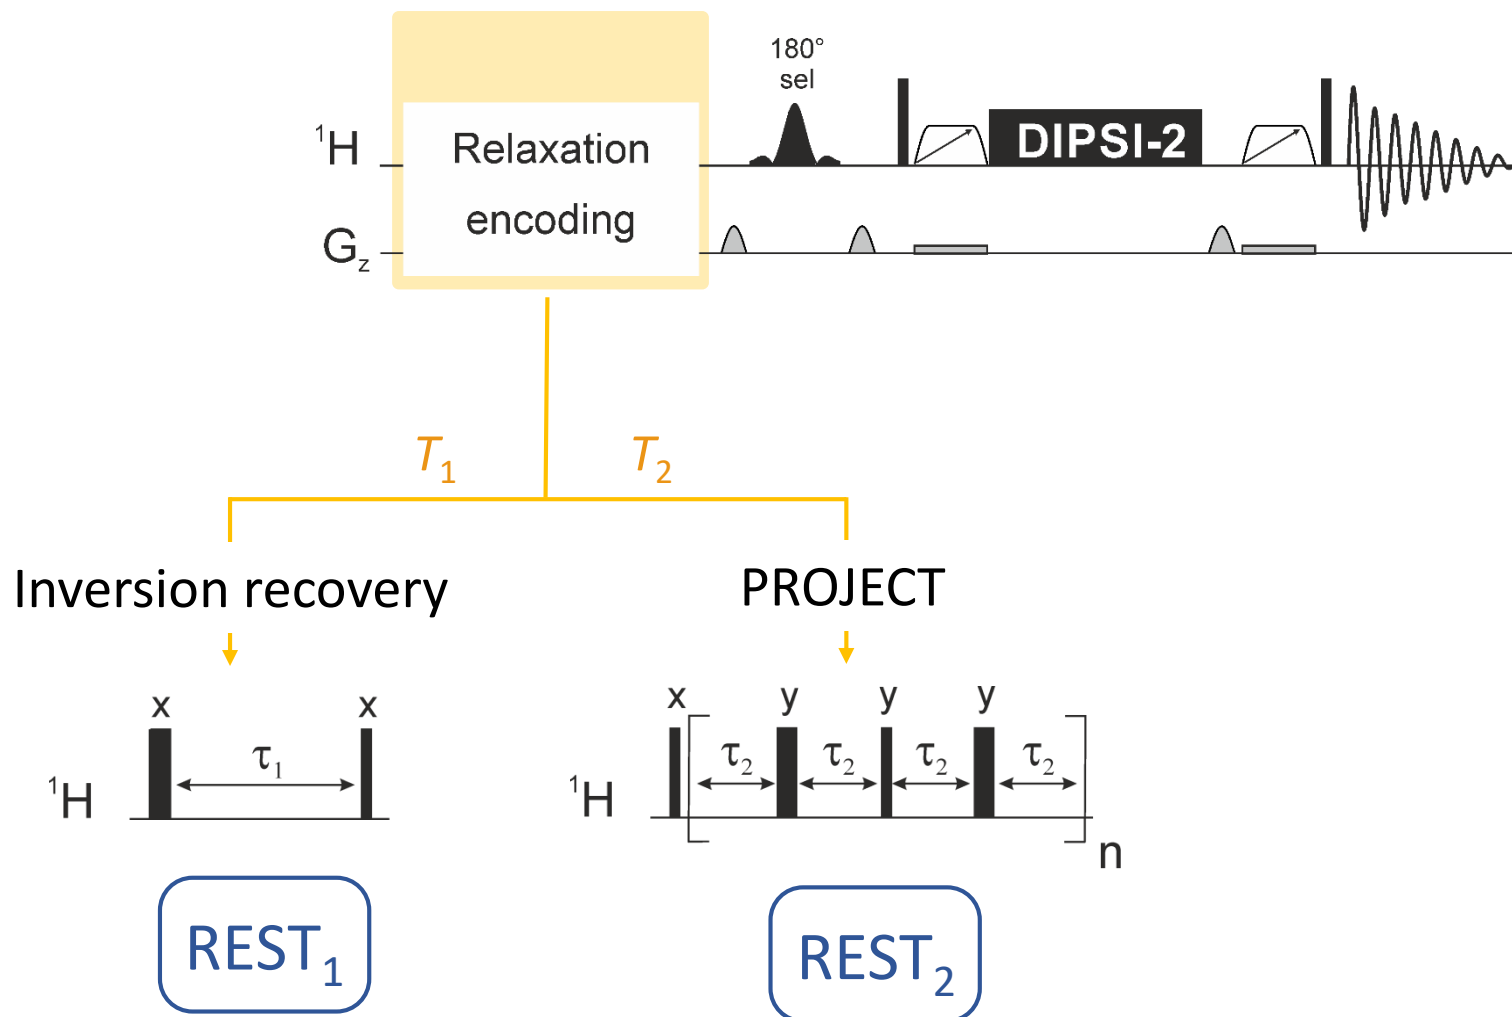 180°
sel
¹H
Relaxation
encoding
DIPSI-2
G_z
T₁
T₂
Inversion recovery
PROJECT
x
x
τ₁
¹H
x
y
y
y
τ₂
τ₂
τ₂
τ₂
¹H
n
REST₁
REST₂